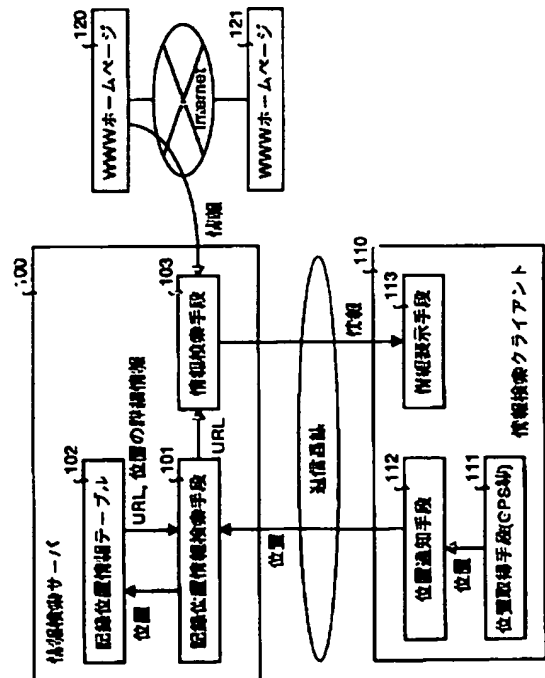 情報検索サーバ
100
記録位置情報テーブル
102
位置
URL, 位置の詳細情報
記録位置情報検索手段
101
URL
情報検索手段
103
情報
WWWホームページ
120
Internet
WWWホームページ
121
位置
通信回線
情報
110
位置通知手段
112
位置
位置取得手段(GPS等)
111
情報表示手段
113
情報検索クライアント